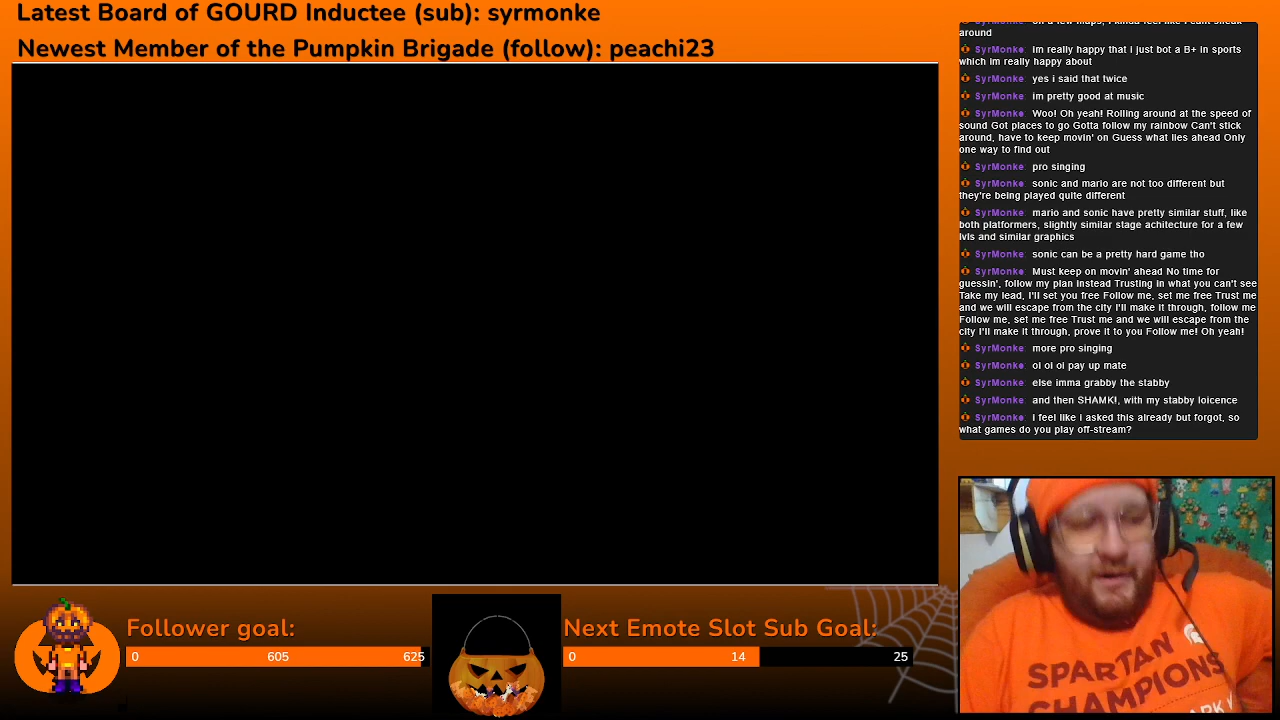 Latest Board of GOURD Inductee (sub): syrmonke
Newest Member of the Pumpkin Brigade (follow): peachi23
around
SyrMonke: Im really happy that I just bot a B+ in sports
which im really happy about
SyrMonke: yes i said that twice
SyrMonke: im pretty good at music
SyrMonke: Woo! Oh yeah! Rolling around at the speed of
sound Got places to go Gotta follow my rainbow Can't stick
around, have to keep movin' on Guess what lies ahead Only
one way to find out
SyrMonke: pro singing
SyrMonke: sonic and mario are not too different but
they're being played quite different
SyrMonke: mario and sonic have pretty similar stuff, like
both platformers, slightly similar stage achitecture for a few
lvls and similar graphics
SyrMonke: sonic can be a pretty hard game tho
SyrMonke: Must keep on movin' ahead No time for
guessin', follow my plan instead Trusting in what you can't see
Take my lead, I'll set you free Follow me, set me free Trust me
and we will escape from the city I'll make it through, follow me
Follow me, set me free Trust me and we will escape from the
city I'll make it through, prove it to you Follow me! Oh yeah!
SyrMonke: more pro singing
SyrMonke: oi oi oi pay up mate
SyrMonke: else imma grabby the stabby
SyrMonke: and then SHAMK!, with my stabby loicence
SyrMonke: I feel like i asked this already but forgot, so
what games do you play off-stream?
Follower goal:
0 605 625
Next Emote Slot Sub Goal:
0 14 25
SPARTAN
CHAMPIONS